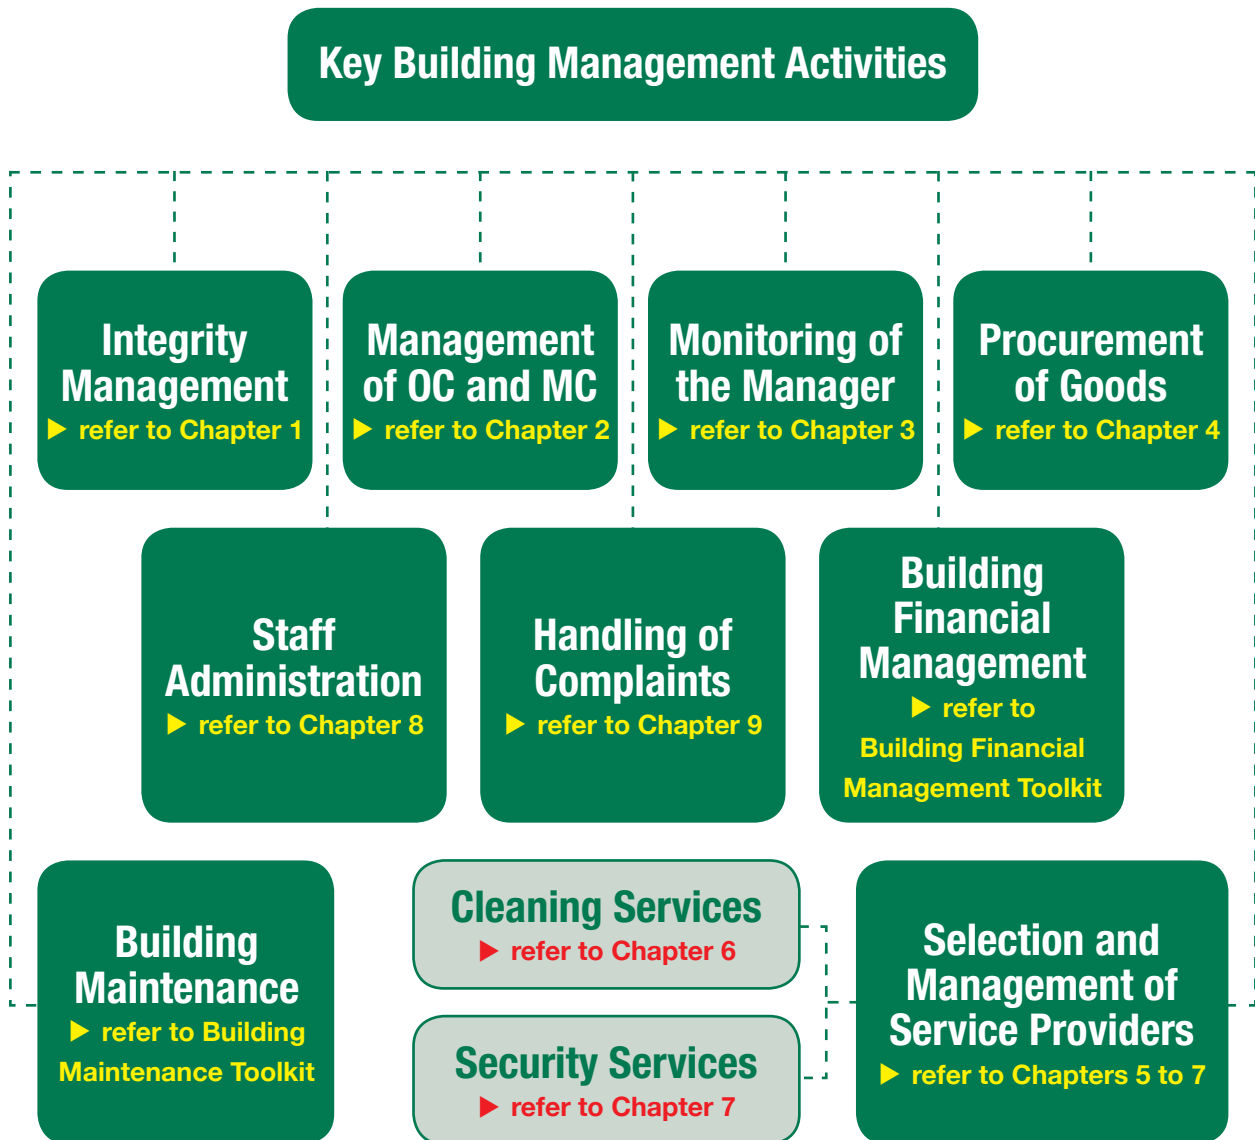 Key Building Management Activities
Integrity
Management
▶ refer to Chapter 1
Management
of OC and MC
▶ refer to Chapter 2
Monitoring of
the Manager
▶ refer to Chapter 3
Procurement
of Goods
▶ refer to Chapter 4
Staff
Administration
▶ refer to Chapter 8
Handling of
Complaints
▶ refer to Chapter 9
Building
Financial
Management
▶ refer to
Building Financial
Management Toolkit
Building
Maintenance
▶ refer to Building
Maintenance Toolkit
Cleaning Services
▶ refer to Chapter 6
Security Services
▶ refer to Chapter 7
Selection and
Management of
Service Providers
▶ refer to Chapters 5 to 7